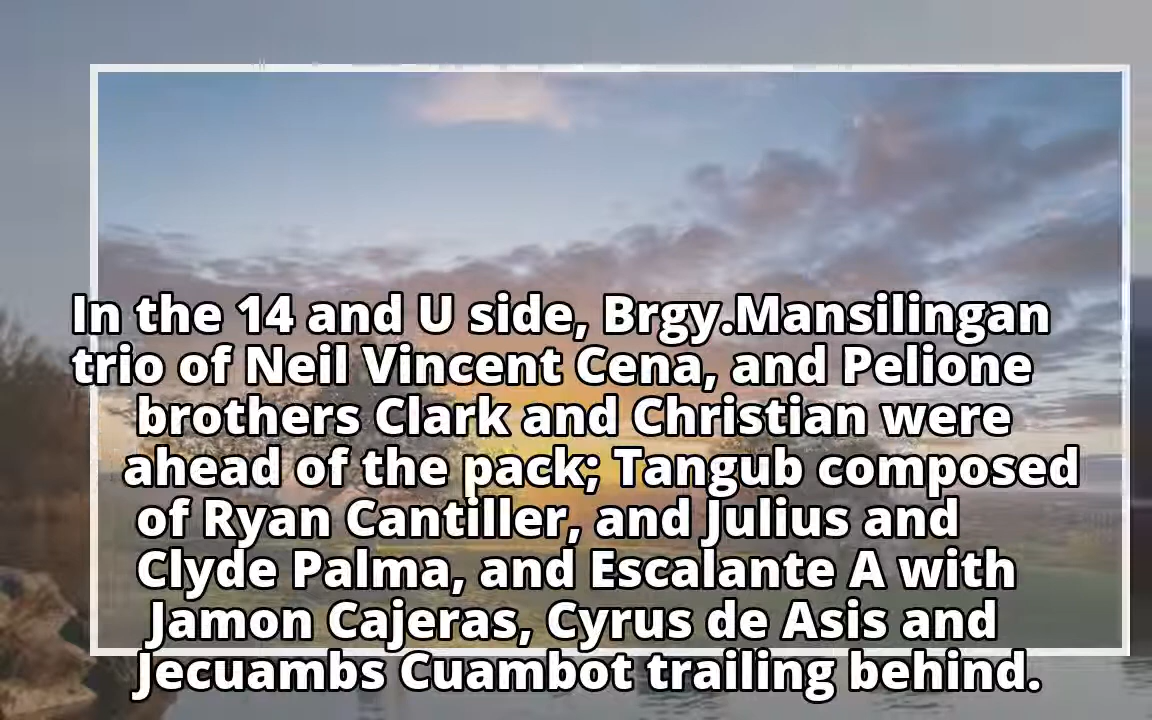 In the 14 and U side, Brgy.Mansilingan
trio of Neil Vincent Cena, and Pelione
brothers Clark and Christian were
ahead of the pack; Tangub composed
of Ryan Cantiller, and Julius and
Clyde Palma, and Escalante A with
Jamon Cajeras, Cyrus de Asis and
Jecuambs Cuambot trailing behind.